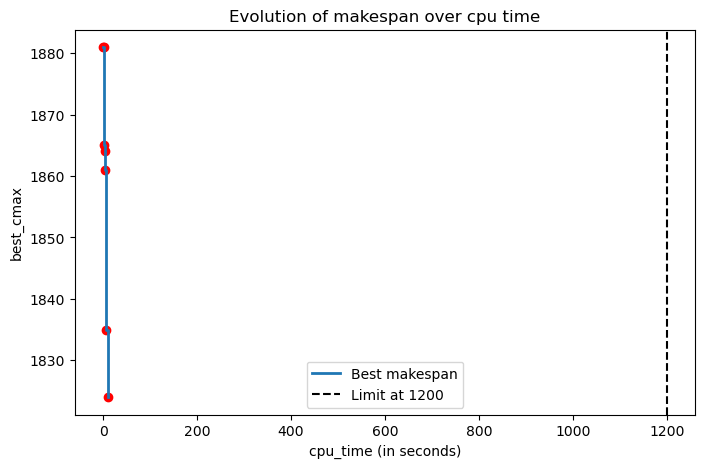 Evolution of makespan over cpu time
1880
1870
1860
1850
1840
1830
best_cmax
Best makespan
Limit at 1200
0 200 400 600 800 1000 1200
cpu_time (in seconds)